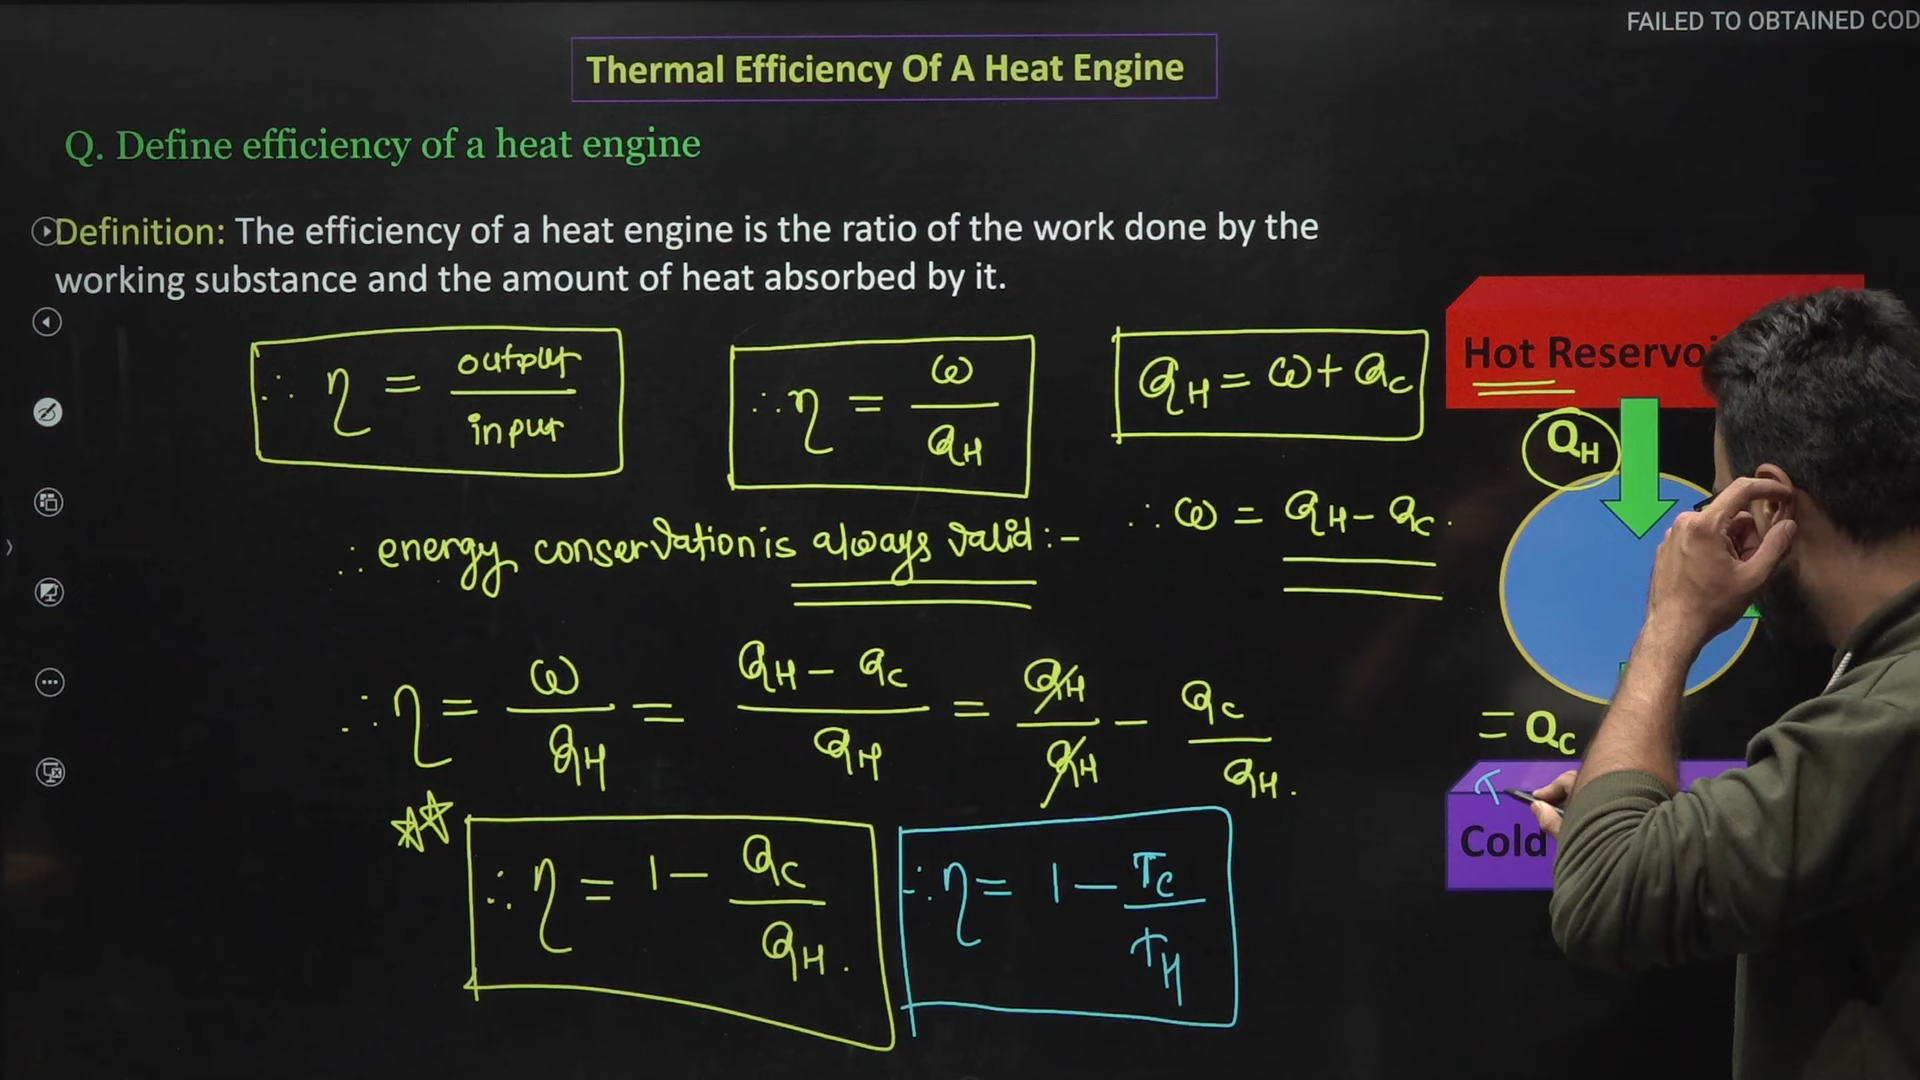 FAILED TO OBTAINED COD
Thermal Efficiency Of A Heat Engine
Q. Define efficiency of a heat engine
Definition: The efficiency of a heat engine is the ratio of the work done by the
working substance and the amount of heat absorbed by it.
∴ η = output / input
∴ η = ω / QH
QH = ω + Qc
Hot Reservoi
QH
∴ energy conservation is always valid :-
∴ ω = QH - Qc.
∴ η = ω / QH = QH - Qc / QH = QH / QH - Qc / QH.
= Qc
T
Cold
∴ η = 1 - Qc / QH.
∴ η = 1 - Tc / TH